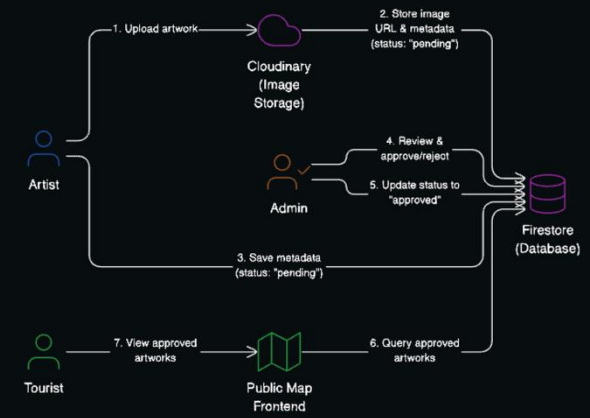 1. Upload artwork
2. Store image
URL & metadata
(status: "pending")
Cloudinary
(Image
Storage)
4. Review &
approve/reject
Artist
Admin
5. Update status to
"approved"
Firestore
(Database)
3. Save metadata
(status: "pending")
7. View approved
artworks
6. Query approved
artworks
Tourist
Public Map
Frontend